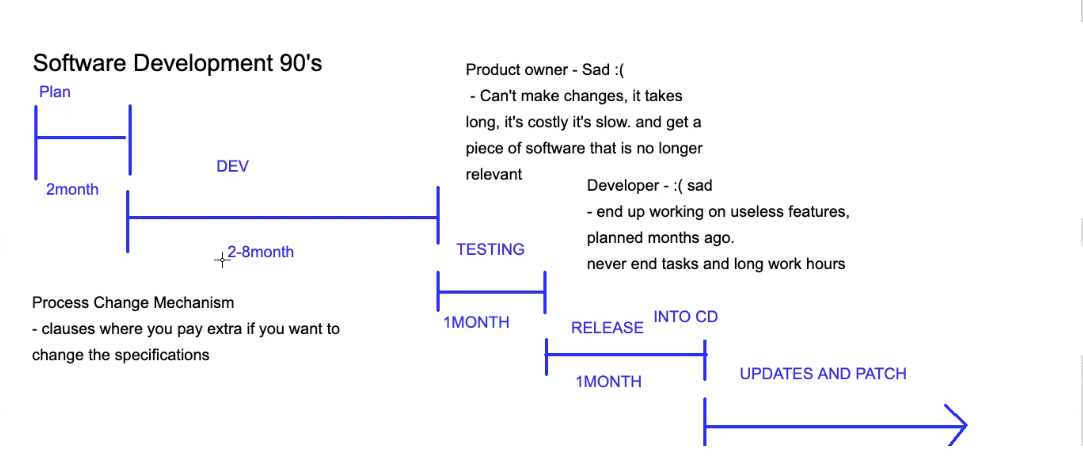 Software Development 90's
Plan
2month
DEV
2-8month
Process Change Mechanism
- clauses where you pay extra if you want to
change the specifications
Product owner - Sad :(
- Can't make changes, it takes
long, it's costly it's slow. and get a
piece of software that is no longer
relevant
Developer - :( sad
- end up working on useless features,
planned months ago.
never end tasks and long work hours
TESTING
1MONTH
RELEASE
INTO CD
1MONTH
UPDATES AND PATCH